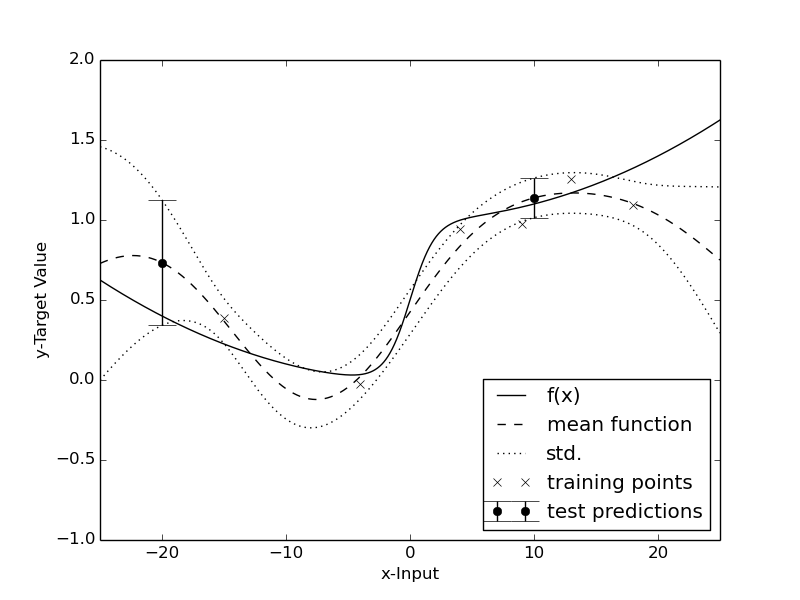 2.0
1.5
1.0
0.5
0.0
−0.5
−1.0
y-Target Value
f(x)
mean function
std.
training points
test predictions
−20 −10 0 10 20
x-Input